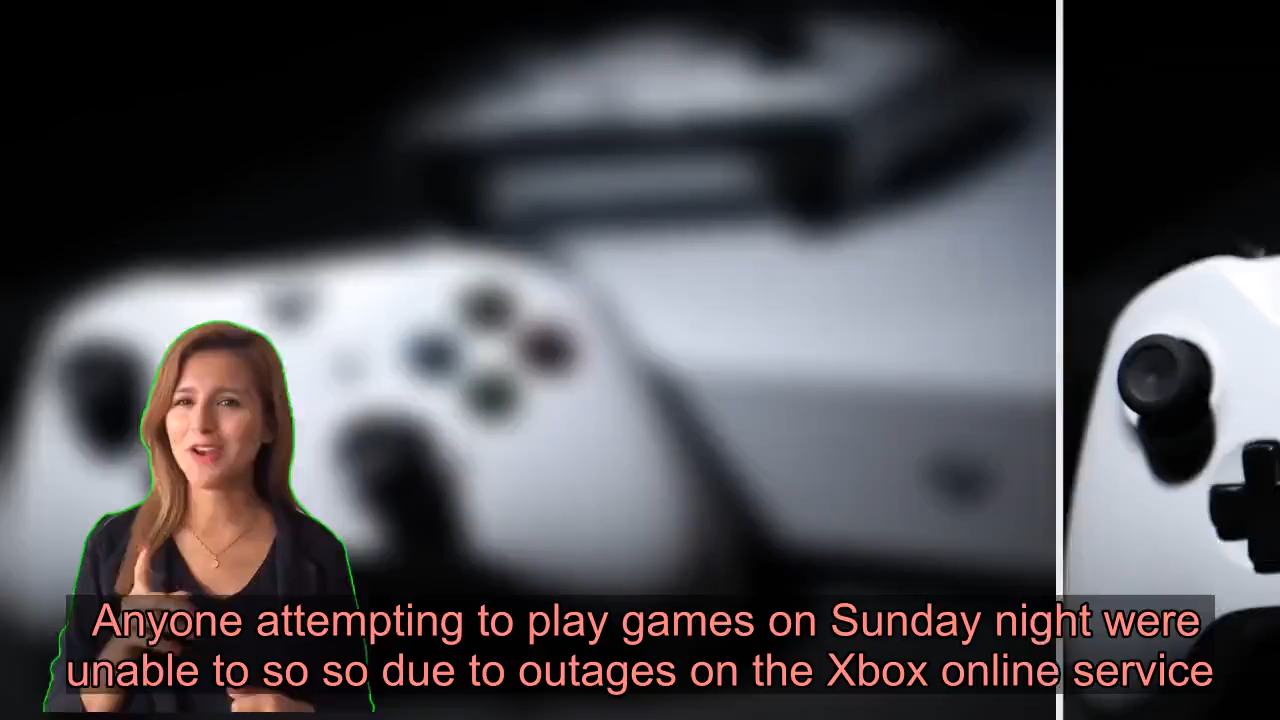 Anyone attempting to play games on Sunday night were
unable to so so due to outages on the Xbox online service